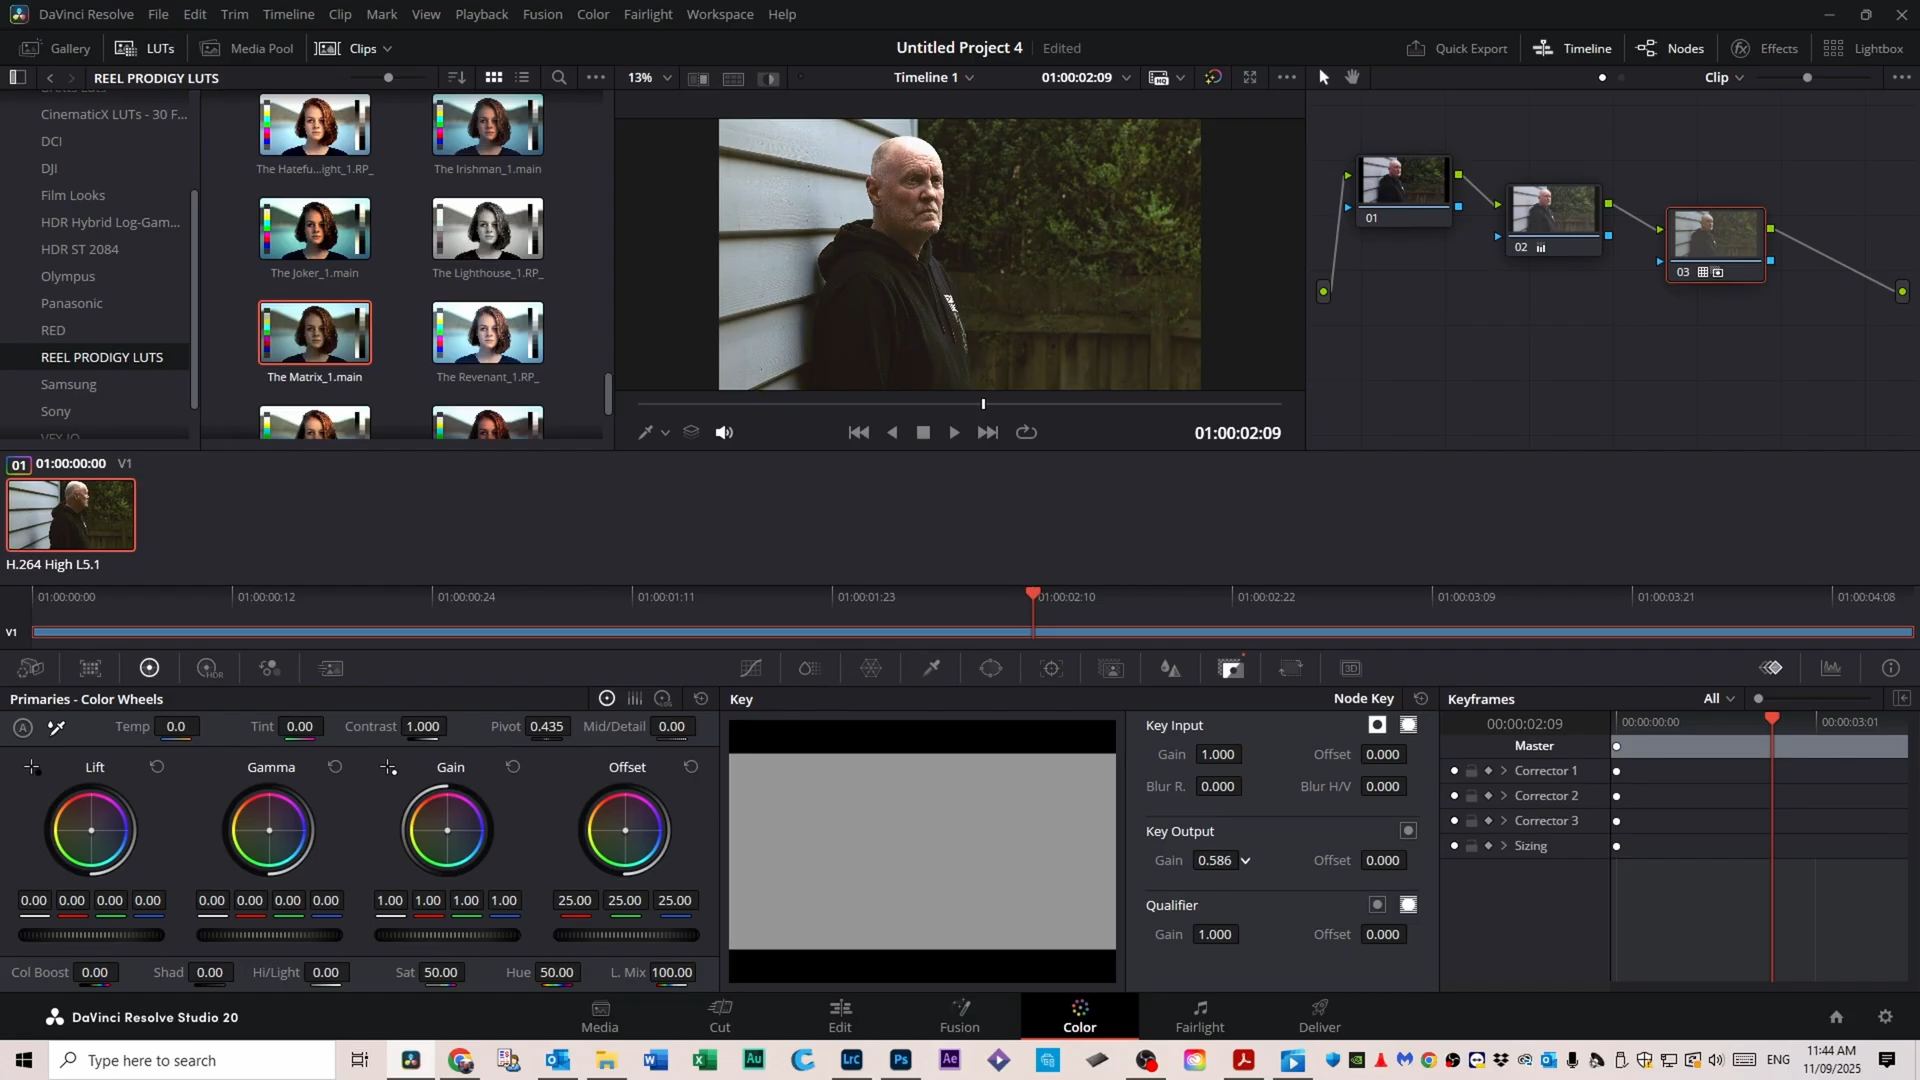 DaVinci Resolve File Edit Trim Timeline Clip Mark View Playback Fusion Color Fairlight Workspace Help
Gallery LUTs Media Pool Clips Untitled Project 4 Edited Quick Export Timeline Nodes Effects Lightbox
REEL PRODIGY LUTS 13% Timeline 1 01:00:02:09 Clip
CinematicX LUTs - 30 F...
DCI
DJI
Film Looks
HDR Hybrid Log-Gam...
HDR ST 2084
Olympus
Panasonic
RED
REEL PRODIGY LUTS
Samsung
Sony
The Hatefu...ight_1.RP_ The Irishman_1.main
The Joker_1.main The Lighthouse_1.RP_
The Matrix_1.main The Revenant_1.RP_
01:00:02:09
01
02
03
01 01:00:00:00 V1
H.264 High L5.1
01:00:00:00 01:00:00:12 01:00:00:24 01:00:01:11 01:00:01:23 01:00:02:10 01:00:02:22 01:00:03:09 01:00:03:21 01:00:04:08
V1
HDR 3D
Primaries - Color Wheels
A Temp 0.0 Tint 0.00 Contrast 1.000 Pivot 0.435 Mid/Detail 0.00
Lift Gamma Gain Offset
0.00 0.00 0.00 0.00 0.00 0.00 0.00 0.00 1.00 1.00 1.00 1.00 25.00 25.00 25.00
Col Boost 0.00 Shad 0.00 Hi/Light 0.00 Sat 50.00 Hue 50.00 L. Mix 100.00
Key Node Key
Key Input
Gain 1.000 Offset 0.000
Blur R. 0.000 Blur H/V 0.000
Key Output
Gain 0.586 Offset 0.000
Qualifier
Gain 1.000 Offset 0.000
Keyframes All
00:00:02:09 00:00:00:00 00:00:03:01
Master
Corrector 1
Corrector 2
Corrector 3
Sizing
DaVinci Resolve Studio 20 Media Cut Edit Fusion Color Fairlight Deliver
Type here to search
W X Au C Lrc Ps Ae
ENG 11:44 AM
11/09/2025